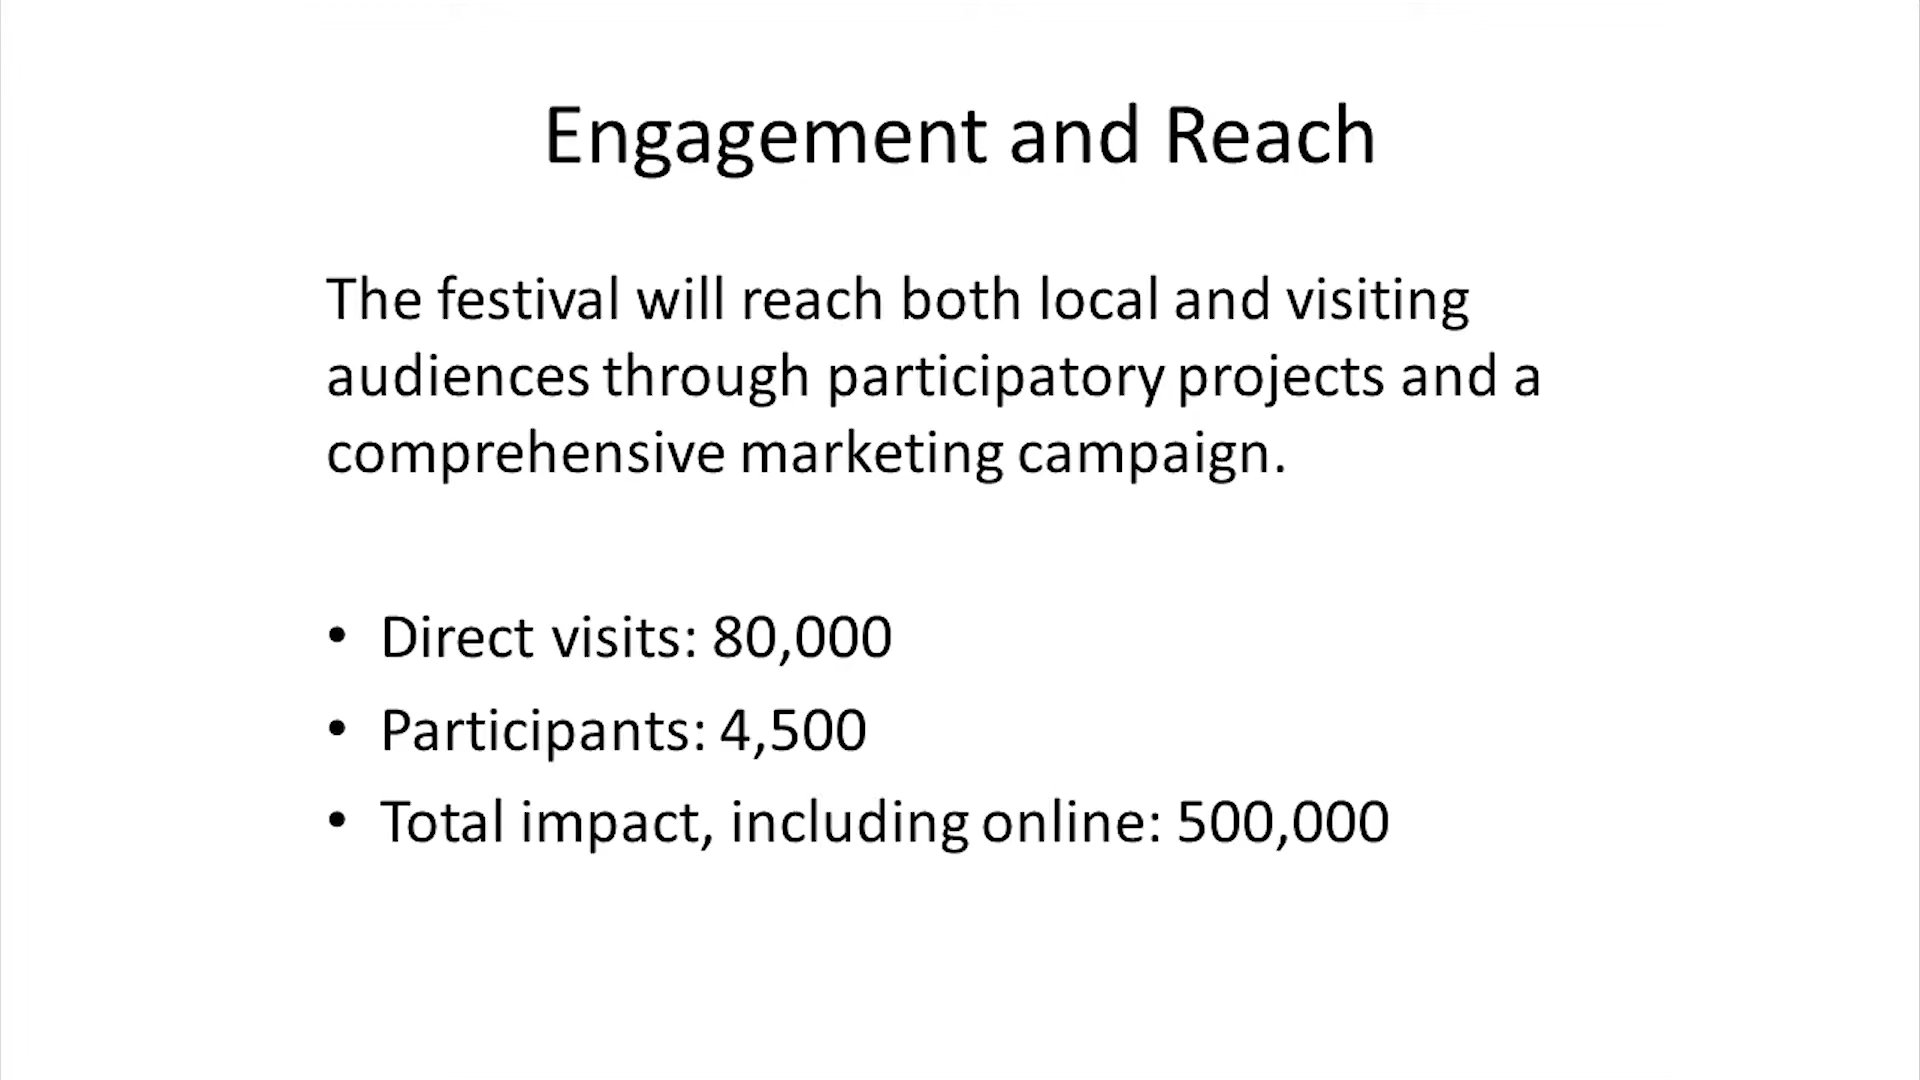 Engagement and Reach
The festival will reach both local and visiting
audiences through participatory projects and a
comprehensive marketing campaign.
• Direct visits: 80,000
• Participants: 4,500
• Total impact, including online: 500,000